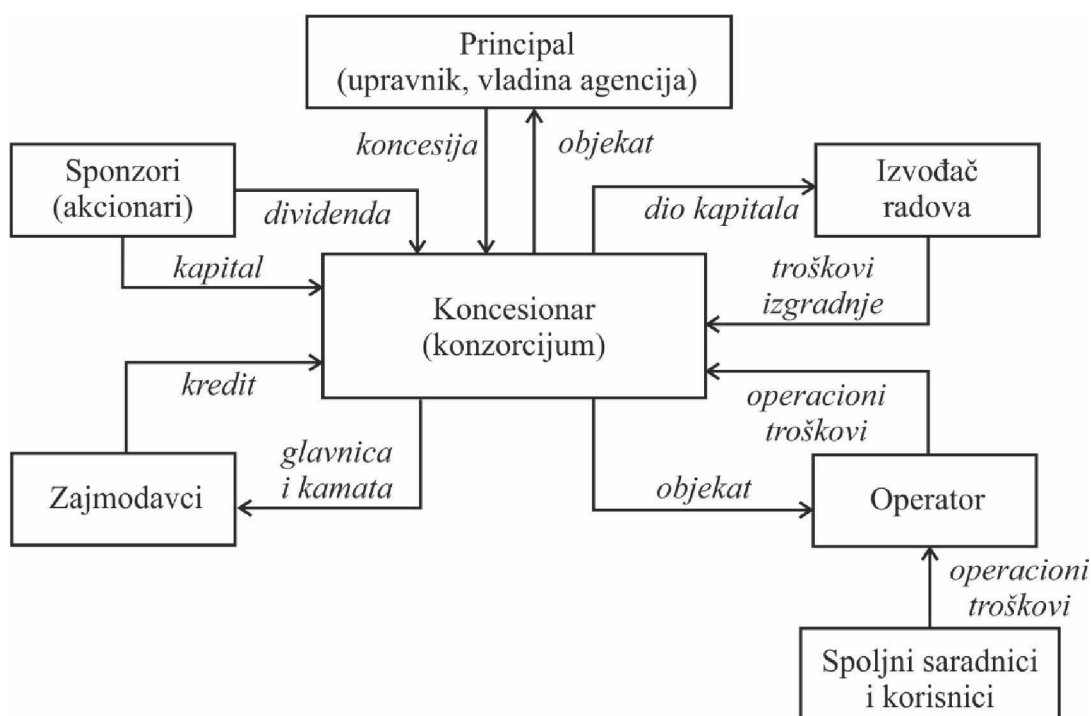 Principal
(upravnik, vladina agencija)
koncesija
objekat
Sponzori
(akcionari)
dividenda
kapital
dio kapitala
Izvođač
radova
troškovi
izgradnje
Koncesionar
(konzorcijum)
kredit
operacioni
troškovi
glavnica
i kamata
Zajmodavci
objekat
Operator
operacioni
troškovi
Spoljni saradnici
i korisnici